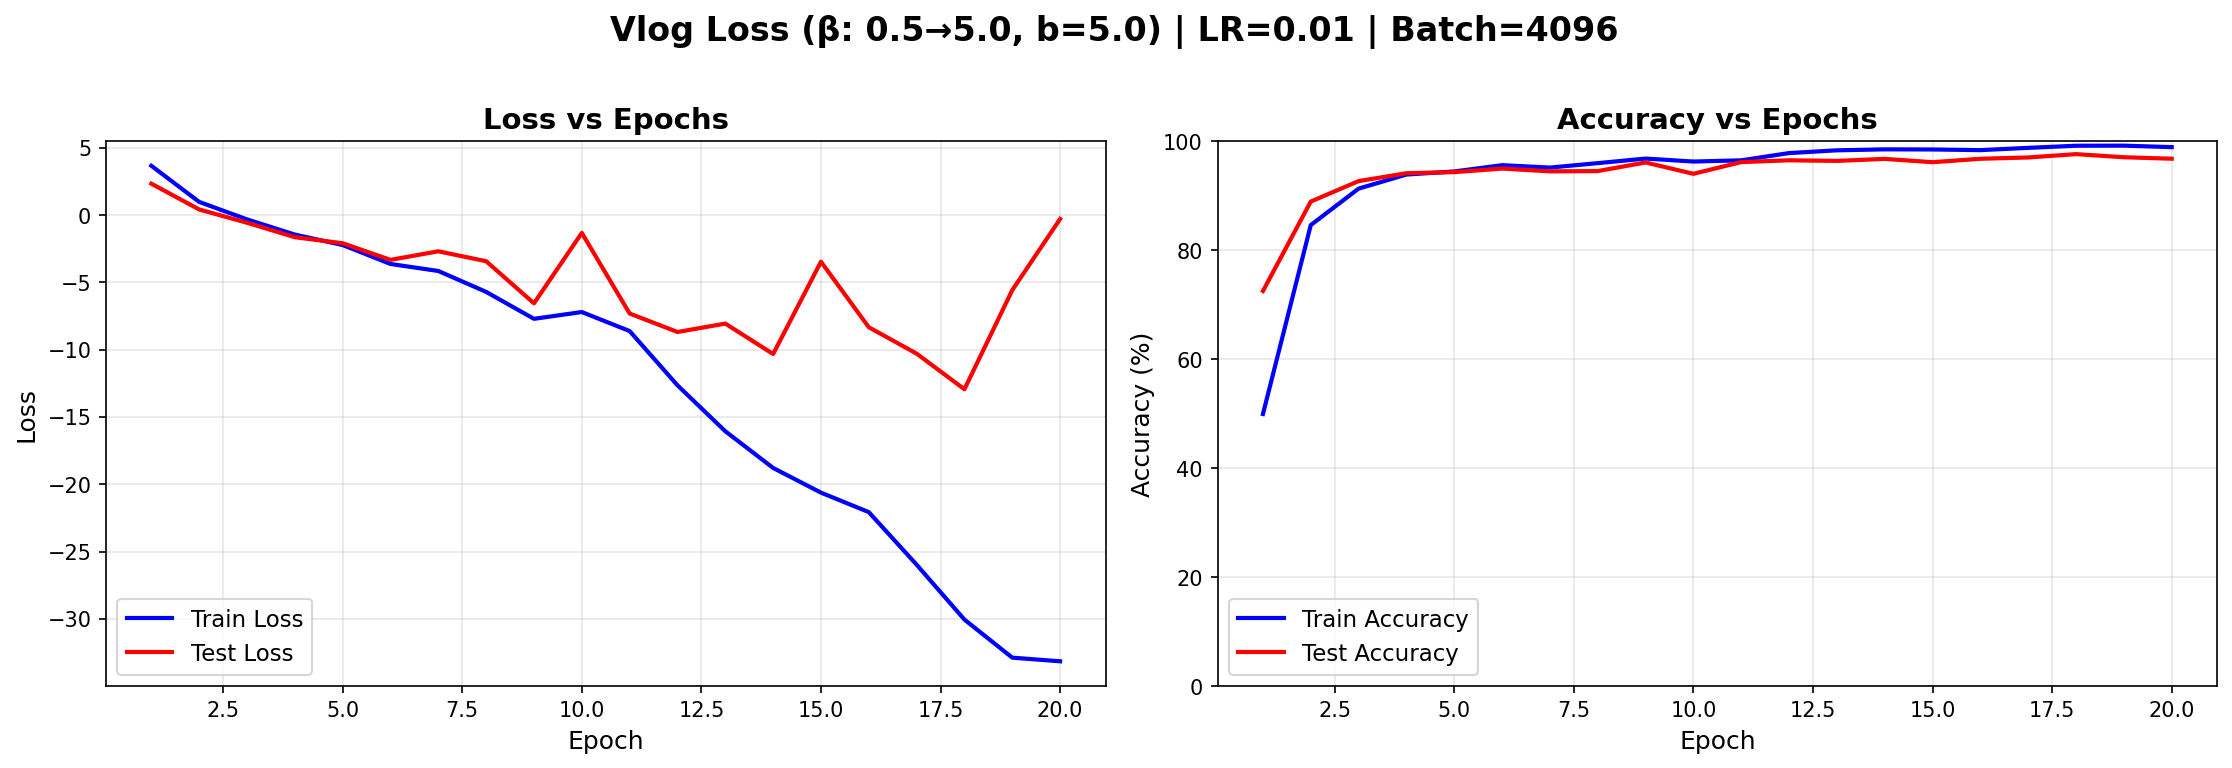 Vlog Loss (β: 0.5→5.0, b=5.0) | LR=0.01 | Batch=4096
Loss vs Epochs
5
0
−5
−10
−15
−20
−25
−30
Loss
Train Loss
Test Loss
2.5 5.0 7.5 10.0 12.5 15.0 17.5 20.0
Epoch
Accuracy vs Epochs
100
80
60
40
20
0
Accuracy (%)
Train Accuracy
Test Accuracy
2.5 5.0 7.5 10.0 12.5 15.0 17.5 20.0
Epoch